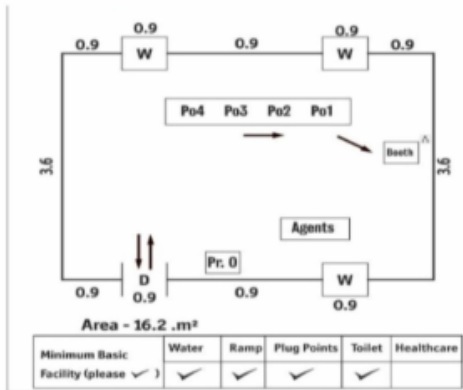 0.9 0.9
0.9 W 0.9 W 0.9
Po4 Po3 Po2 Po1
Booth
3.6 3.6
Agents
Pr. 0
D W
0.9 0.9 0.9 0.9
Area - 16.2 .m²
Minimum Basic Facility (please ✓ ) Water Ramp Plug Points Toilet Healthcare
✓ ✓ ✓ ✓